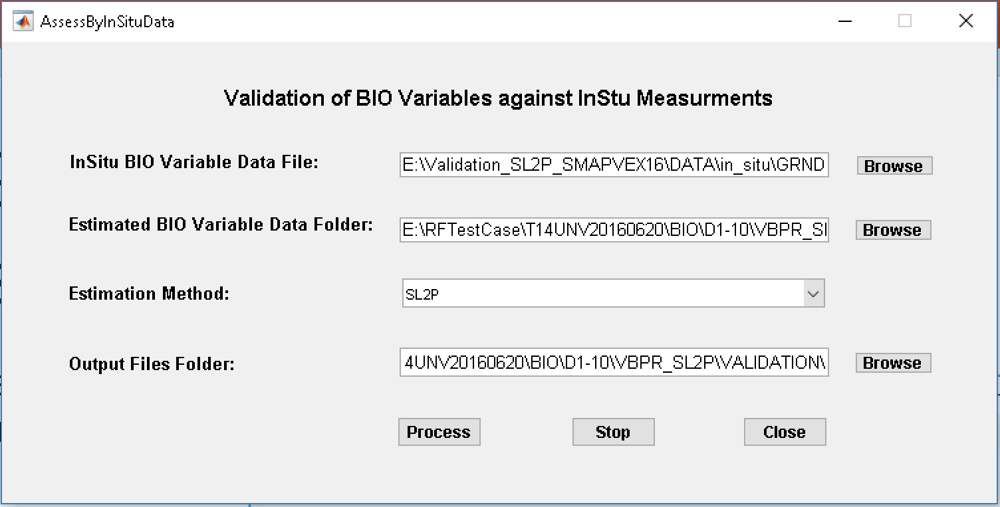 AssessByInSituData
Validation of BIO Variables against InStu Measurments
InSitu BIO Variable Data File: E:\Validation_SL2P_SMAPVEX16\DATA\in_situ\GRND Browse
Estimated BIO Variable Data Folder: E:\RFTestCase\T14UNV20160620\BIO\D1-10\VBPR_SL Browse
Estimation Method: SL2P
Output Files Folder: 4UNV20160620\BIO\D1-10\VBPR_SL2P\VALIDATION\ Browse
Process Stop Close